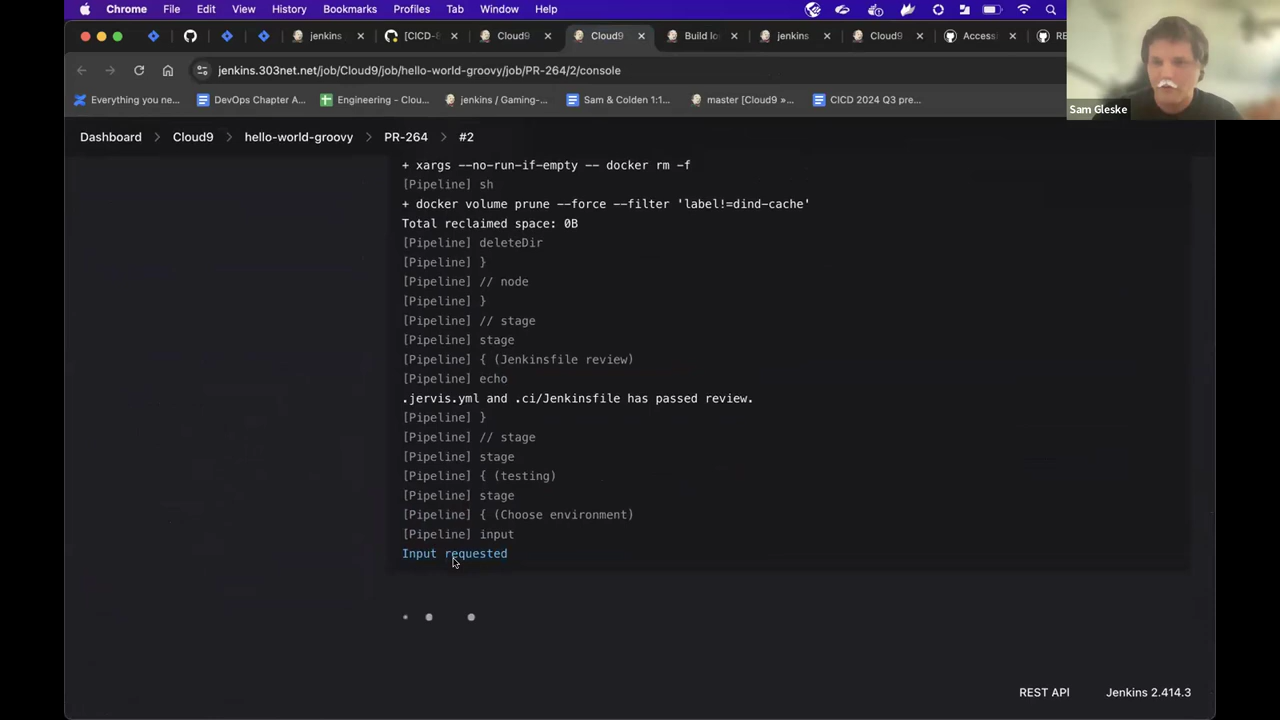 Chrome File Edit View History Bookmarks Profiles Tab Window Help
jenkins [CICD- Cloud9 Cloud9 Build lo jenkins Cloud9 Accessi RE
jenkins.303net.net/job/Cloud9/job/hello-world-groovy/job/PR-264/2/console
Everything you ne... DevOps Chapter A... Engineering - Clou... jenkins / Gaming-... Sam & Colden 1:1... master [Cloud9 »... CICD 2024 Q3 pre...
Sam Gleske
Dashboard > Cloud9 > hello-world-groovy > PR-264 > #2
+ xargs --no-run-if-empty -- docker rm -f
[Pipeline] sh
+ docker volume prune --force --filter 'label!=dind-cache'
Total reclaimed space: 0B
[Pipeline] deleteDir
[Pipeline] }
[Pipeline] // node
[Pipeline] }
[Pipeline] // stage
[Pipeline] stage
[Pipeline] { (Jenkinsfile review)
[Pipeline] echo
.jervis.yml and .ci/Jenkinsfile has passed review.
[Pipeline] }
[Pipeline] // stage
[Pipeline] stage
[Pipeline] { (testing)
[Pipeline] stage
[Pipeline] { (Choose environment)
[Pipeline] input
Input requested
REST API Jenkins 2.414.3